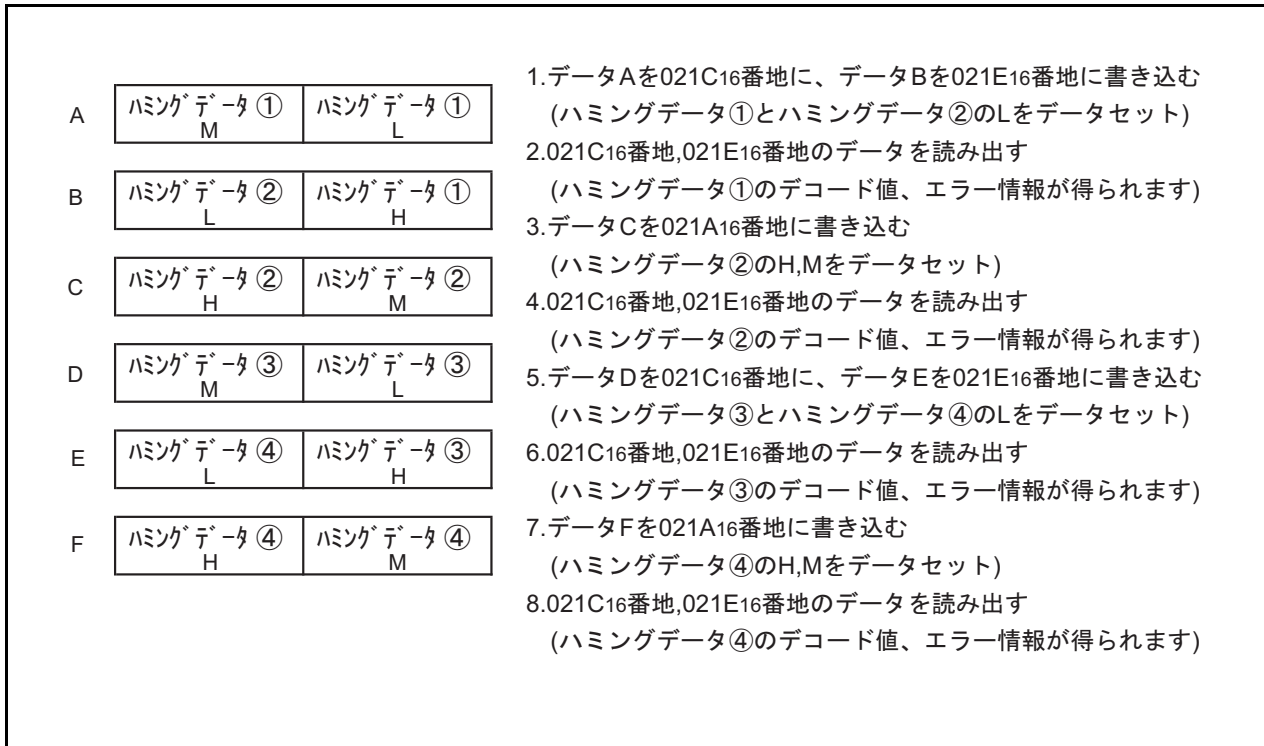 A
ﾊﾐﾝｸﾞﾃﾞｰﾀ① ﾊﾐﾝｸﾞﾃﾞｰﾀ①
M L
B
ﾊﾐﾝｸﾞﾃﾞｰﾀ② ﾊﾐﾝｸﾞﾃﾞｰﾀ①
L H
C
ﾊﾐﾝｸﾞﾃﾞｰﾀ② ﾊﾐﾝｸﾞﾃﾞｰﾀ②
H M
D
ﾊﾐﾝｸﾞﾃﾞｰﾀ③ ﾊﾐﾝｸﾞﾃﾞｰﾀ③
M L
E
ﾊﾐﾝｸﾞﾃﾞｰﾀ④ ﾊﾐﾝｸﾞﾃﾞｰﾀ③
L H
F
ﾊﾐﾝｸﾞﾃﾞｰﾀ④ ﾊﾐﾝｸﾞﾃﾞｰﾀ④
H M
1.データAを021C16番地に、データBを021E16番地に書き込む
(ハミングデータ①とハミングデータ②のLをデータセット)
2.021C16番地,021E16番地のデータを読み出す
(ハミングデータ①のデコード値、エラー情報が得られます)
3.データCを021A16番地に書き込む
(ハミングデータ②のH,Mをデータセット)
4.021C16番地,021E16番地のデータを読み出す
(ハミングデータ②のデコード値、エラー情報が得られます)
5.データDを021C16番地に、データEを021E16番地に書き込む
(ハミングデータ③とハミングデータ④のLをデータセット)
6.021C16番地,021E16番地のデータを読み出す
(ハミングデータ③のデコード値、エラー情報が得られます)
7.データFを021A16番地に書き込む
(ハミングデータ④のH,Mをデータセット)
8.021C16番地,021E16番地のデータを読み出す
(ハミングデータ④のデコード値、エラー情報が得られます)